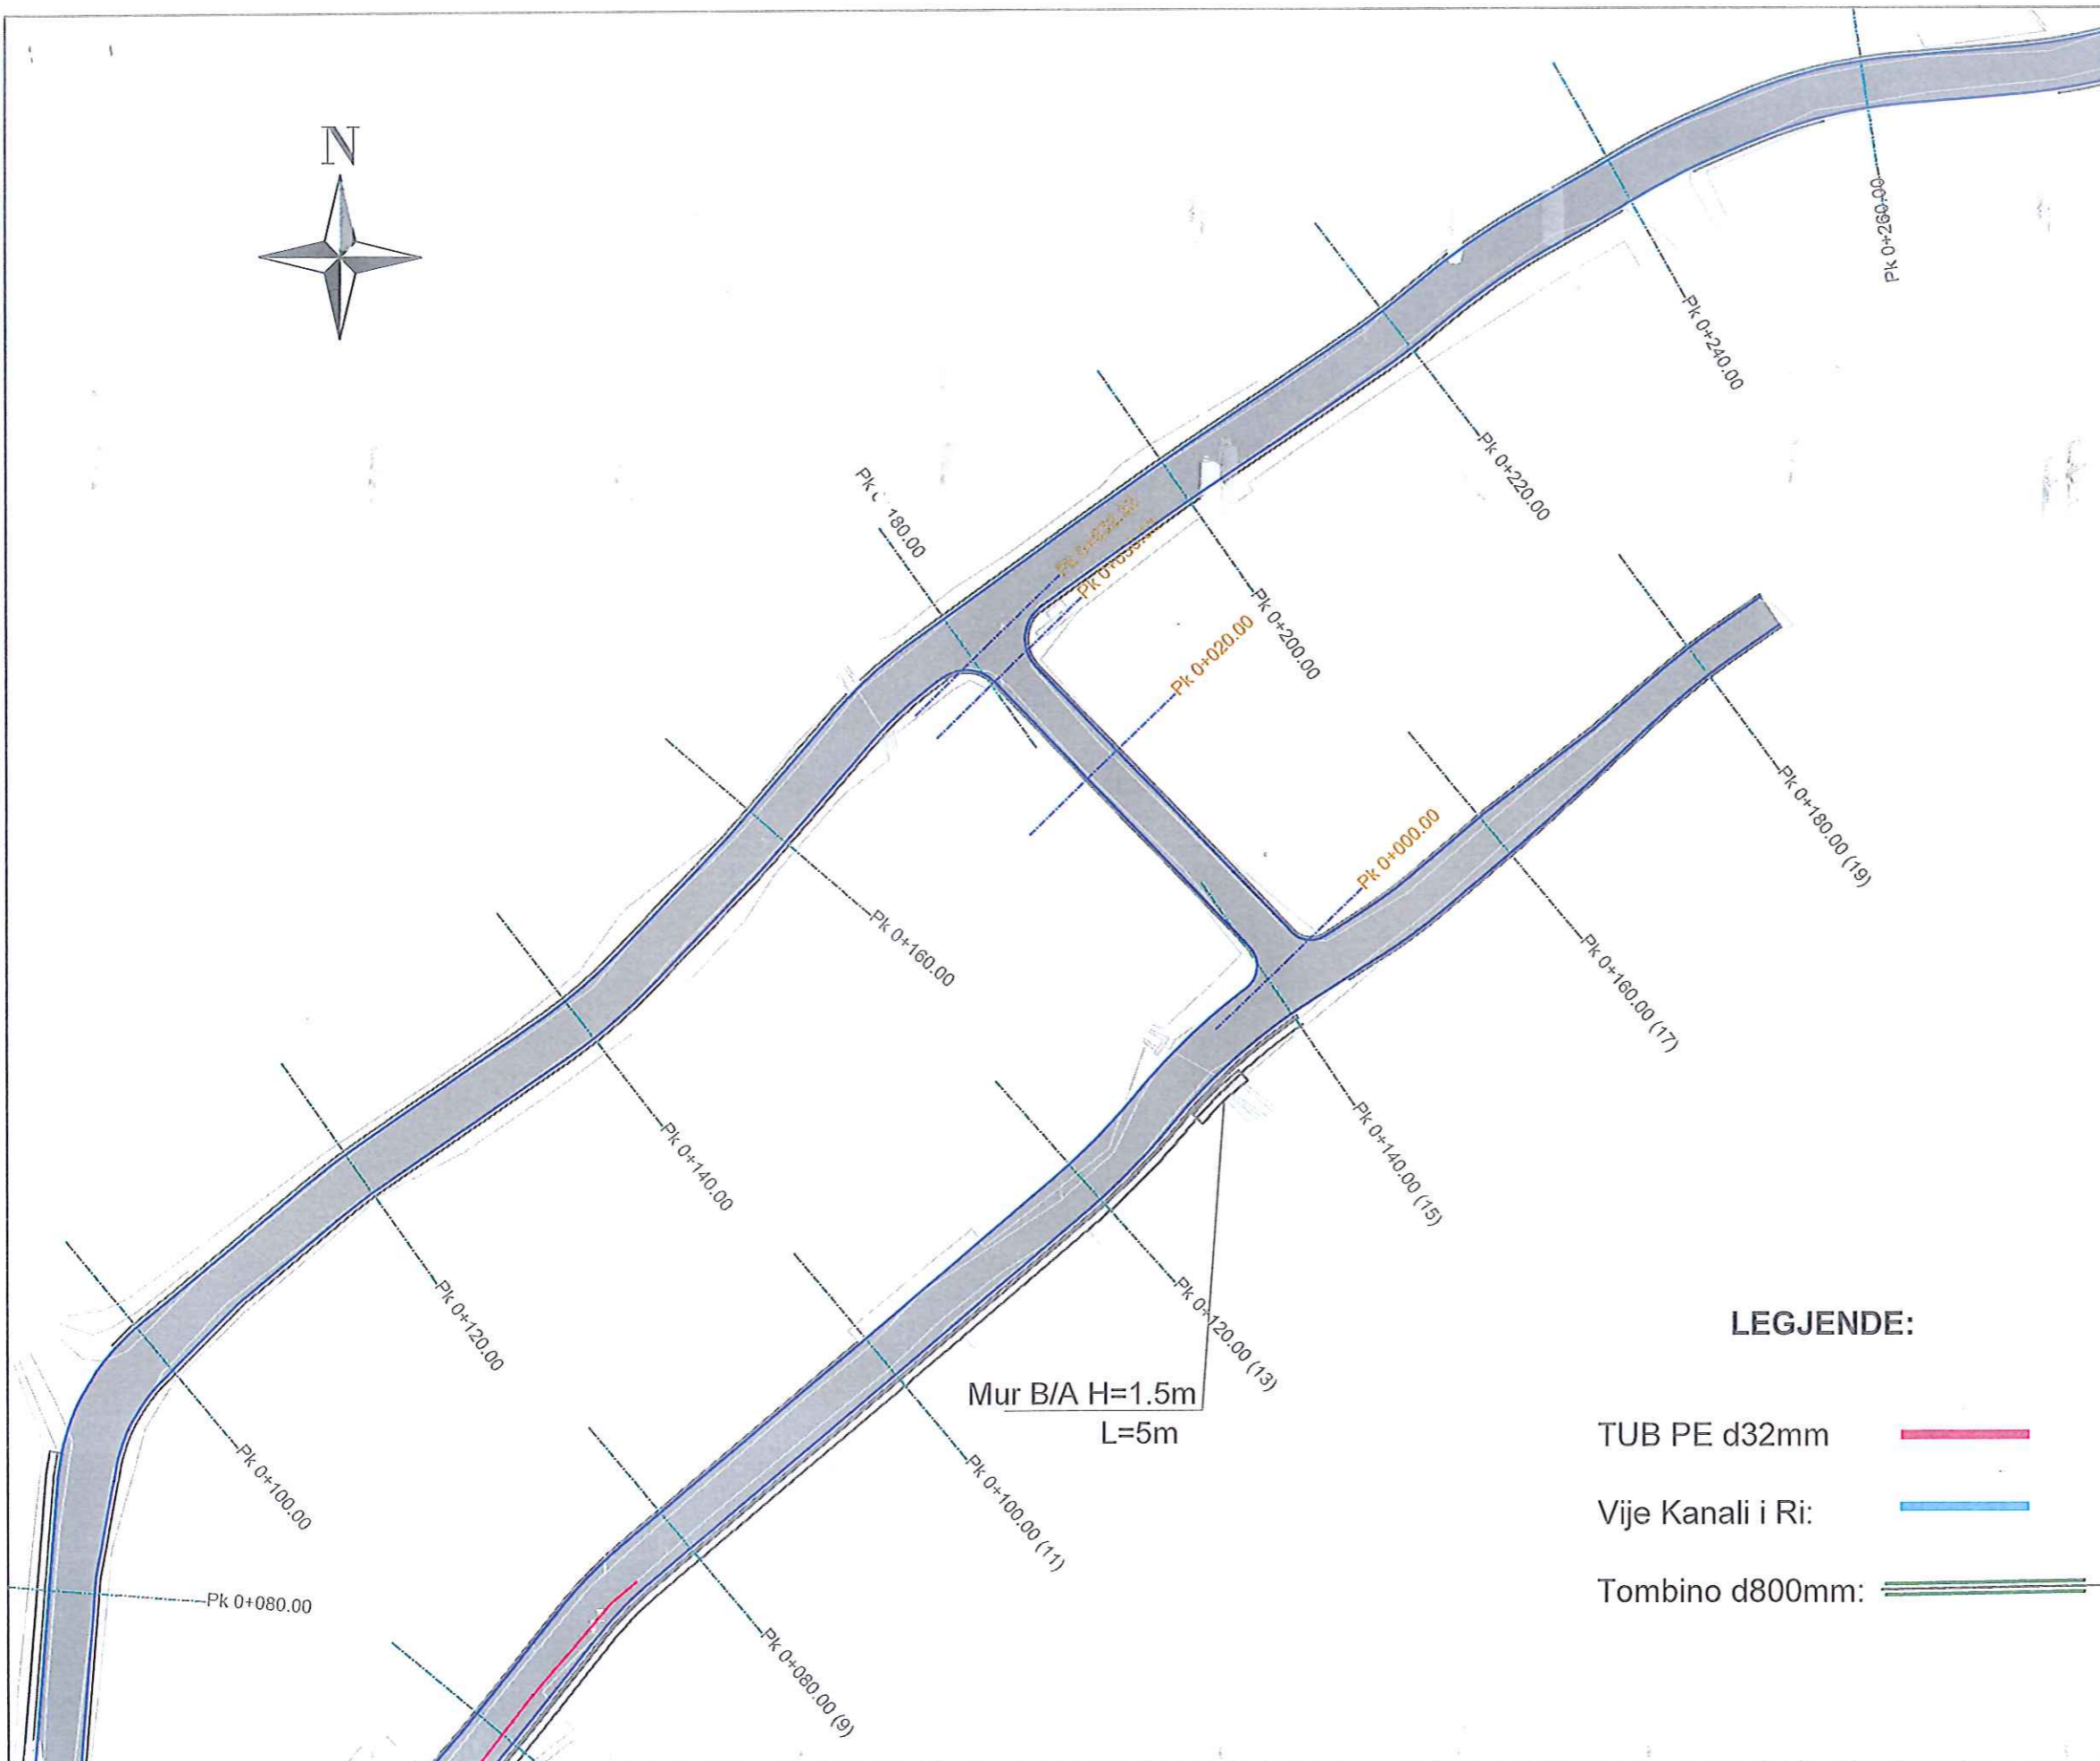 N
Pk 0+260.00
Pk 0+240.00
Pk 0+220.00
180.00
Pk 0+200.00
Pk 0+020.00
Pk 0+180.00 (19)
Pk 0+000.00
Pk 0+160.00
Pk 0+160.00 (17)
Pk 0+140.00
Pk 0+140.00 (15)
Pk 0+120.00
Pk 0+120.00 (13)
Mur B/A H=1.5m
L=5m
Pk 0+100.00
Pk 0+100.00 (11)
Pk 0+080.00
Pk 0+080.00 (9)
LEGJENDE:
TUB PE d32mm
Vije Kanali i Ri:
Tombino d800mm: